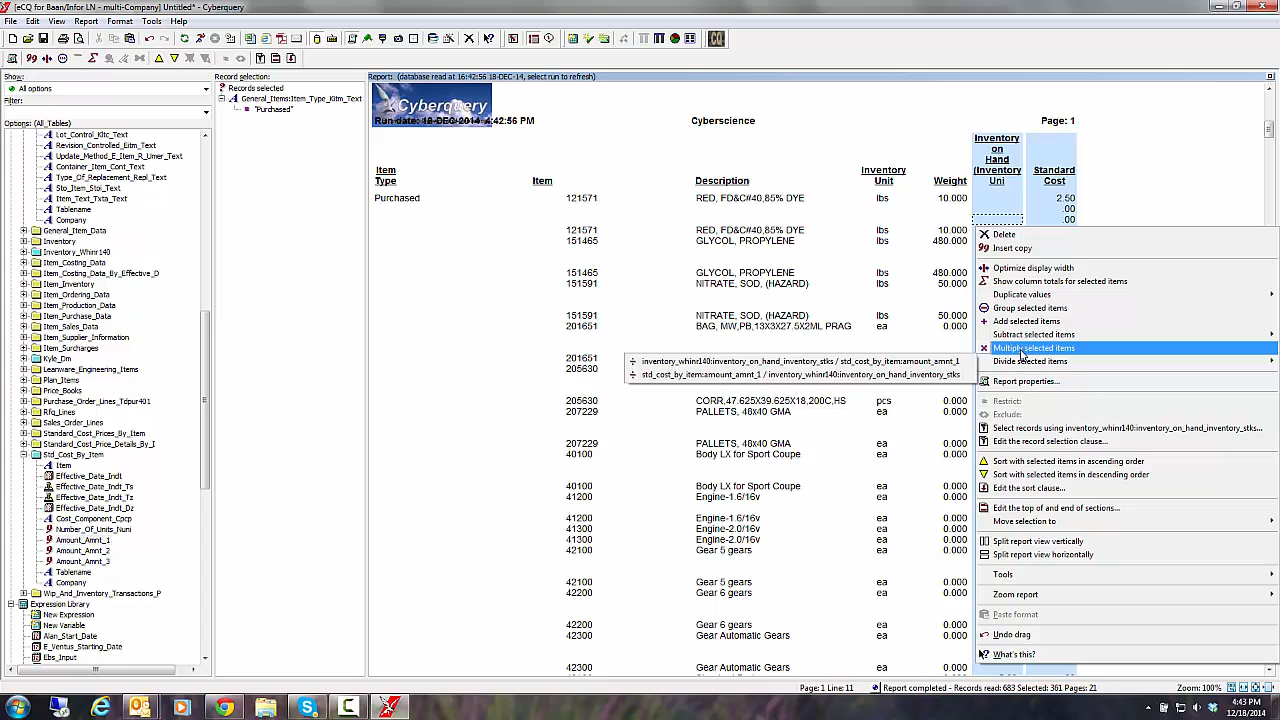 [eCQ for Baan/Infor LN - multi-Company] Untitled* - Cyberquery
File Edit View Report Format Tools Help
Show:
All options
Filter:
Options: (All_Tables)
Lot_Control_Kltc_Text
Revision_Controlled_Eitm_Text
Update_Method_E_Item_R_Umer_Text
Container_Item_Cont_Text
Type_Of_Replacement_Repl_Text
Sto_Item_Stoi_Text
Item_Text_Txta_Text
Tablename
Company
General_Item_Data
Inventory
Inventory_Whinr140
Item_Costing_Data
Item_Costing_Data_By_Effective_D
Item_Inventory
Item_Ordering_Data
Item_Production_Data
Item_Purchase_Data
Item_Sales_Data
Item_Supplier_Information
Item_Surcharges
Kyle_Dm
Leanware_Engineering_Items
Plan_Items
Price_Books
Purchase_Order_Lines_Tdpur401
Rfq_Lines
Sales_Order_Lines
Standard_Cost_Prices_By_Item
Standard_Cost_Price_Details_By_I
Std_Cost_By_Item
Item
Effective_Date_Indt
Effective_Date_Indt_Ts
Effective_Date_Indt_Tz
Effective_Date_Indt_Dz
Cost_Component_Cpcp
Number_Of_Units_Nuni
Amount_Amnt_1
Amount_Amnt_2
Amount_Amnt_3
Tablename
Company
Wip_And_Inventory_Transactions_P
Expression Library
New Expression
New Variable
Alan_Start_Date
E_Ventus_Starting_Date
Ebs_Input
Record selection:
Records selected
General_Items:Item_Type_Kitm_Text
"Purchased"
Report: (database read at 16:42:56 18-DEC-14, select run to refresh)
Cyberquery
Run date: 18-DEC-2014 4:42:56 PM Cyberscience Page: 1
Inventory
on
Hand
Item Inventory (Inventory Standard
Type Item Description Unit Weight Uni Cost
Purchased 121571 RED, FD&C#40,85% DYE lbs 10.000 2.50
.00
.00
121571 RED, FD&C#40,85% DYE lbs 10.000
151465 GLYCOL, PROPYLENE lbs 480.000
151465 GLYCOL, PROPYLENE lbs 480.000
151591 NITRATE, SOD, (HAZARD) lbs 50.000
151591 NITRATE, SOD, (HAZARD) lbs 50.000
201651 BAG, MW,PB,13X3X27.5X2ML PRAG ea 0.000
201651
205630
205630 CORR,47.625X39.625X18,200C,HS pcs 0.000
207229 PALLETS, 48x40 GMA ea 0.000
207229 PALLETS, 48x40 GMA ea 0.000
40100 Body LX for Sport Coupe ea 0.000
40100 Body LX for Sport Coupe ea 0.000
41200 Engine-1.6/16v ea 0.000
41200 Engine-1.6/16v ea 0.000
41300 Engine-2.0/16v ea 0.000
41300 Engine-2.0/16v ea 0.000
42100 Gear 5 gears ea 0.000
42100 Gear 5 gears ea 0.000
42200 Gear 6 gears ea 0.000
42200 Gear 6 gears ea 0.000
42300 Gear Automatic Gears ea 0.000
42300 Gear Automatic Gears ea 0.000
Delete
Insert copy
Optimize display width
Show column totals for selected items
Duplicate values
Group selected items
Add selected items
Subtract selected items
Multiply selected items
Divide selected items
inventory_whinr140:inventory_on_hand_inventory_stks / std_cost_by_item:amount_amnt_1
std_cost_by_item:amount_amnt_1 / inventory_whinr140:inventory_on_hand_inventory_stks
Report properties...
Restrict:
Exclude:
Select records using inventory_whinr140:inventory_on_hand_inventory_stks...
Edit the record selection clause...
Sort with selected items in ascending order
Sort with selected items in descending order
Edit the sort clause...
Edit the top of and end of sections...
Move selection to
Split report view vertically
Split report view horizontally
Tools
Zoom report
Paste format
Undo drag
What's this?
Page: 1 Line: 11 Report completed - Records read: 683 Selected: 361 Pages: 21 Zoom: 100%
4:43 PM
12/18/2014